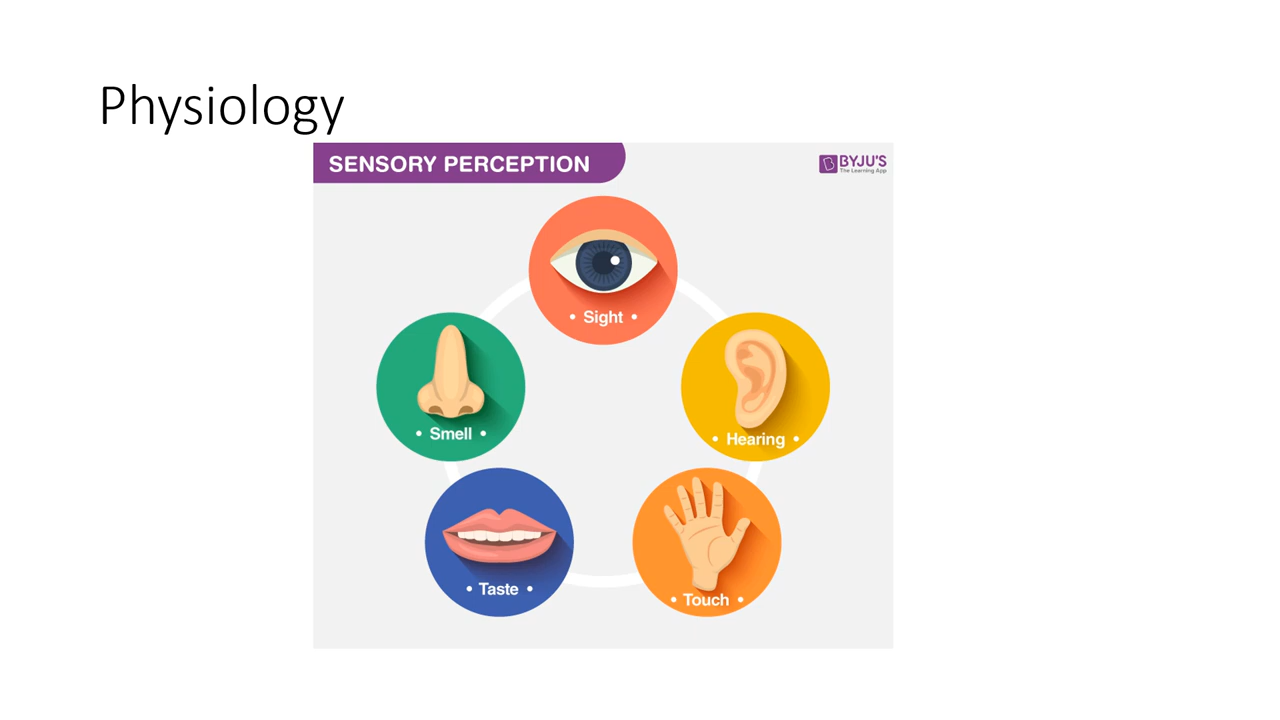 Physiology
SENSORY PERCEPTION
BYJU'S
The Learning App
• Sight •
• Smell •
• Hearing •
• Taste •
• Touch •